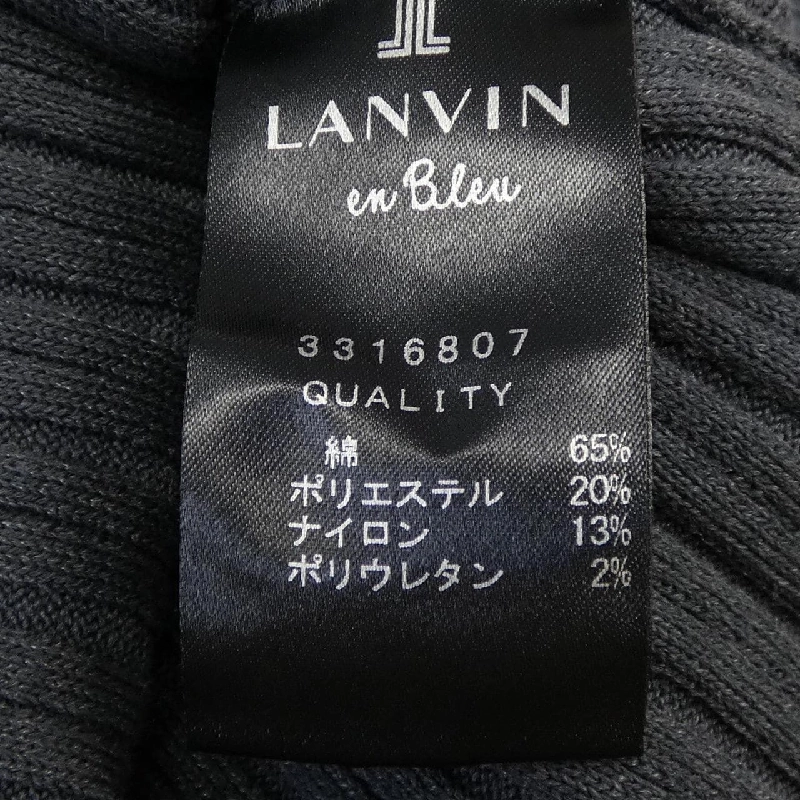 LANVIN
en Bleu
3316807
QUALITY
綿 65%
ポリエステル 20%
ナイロン 13%
ポリウレタン 2%